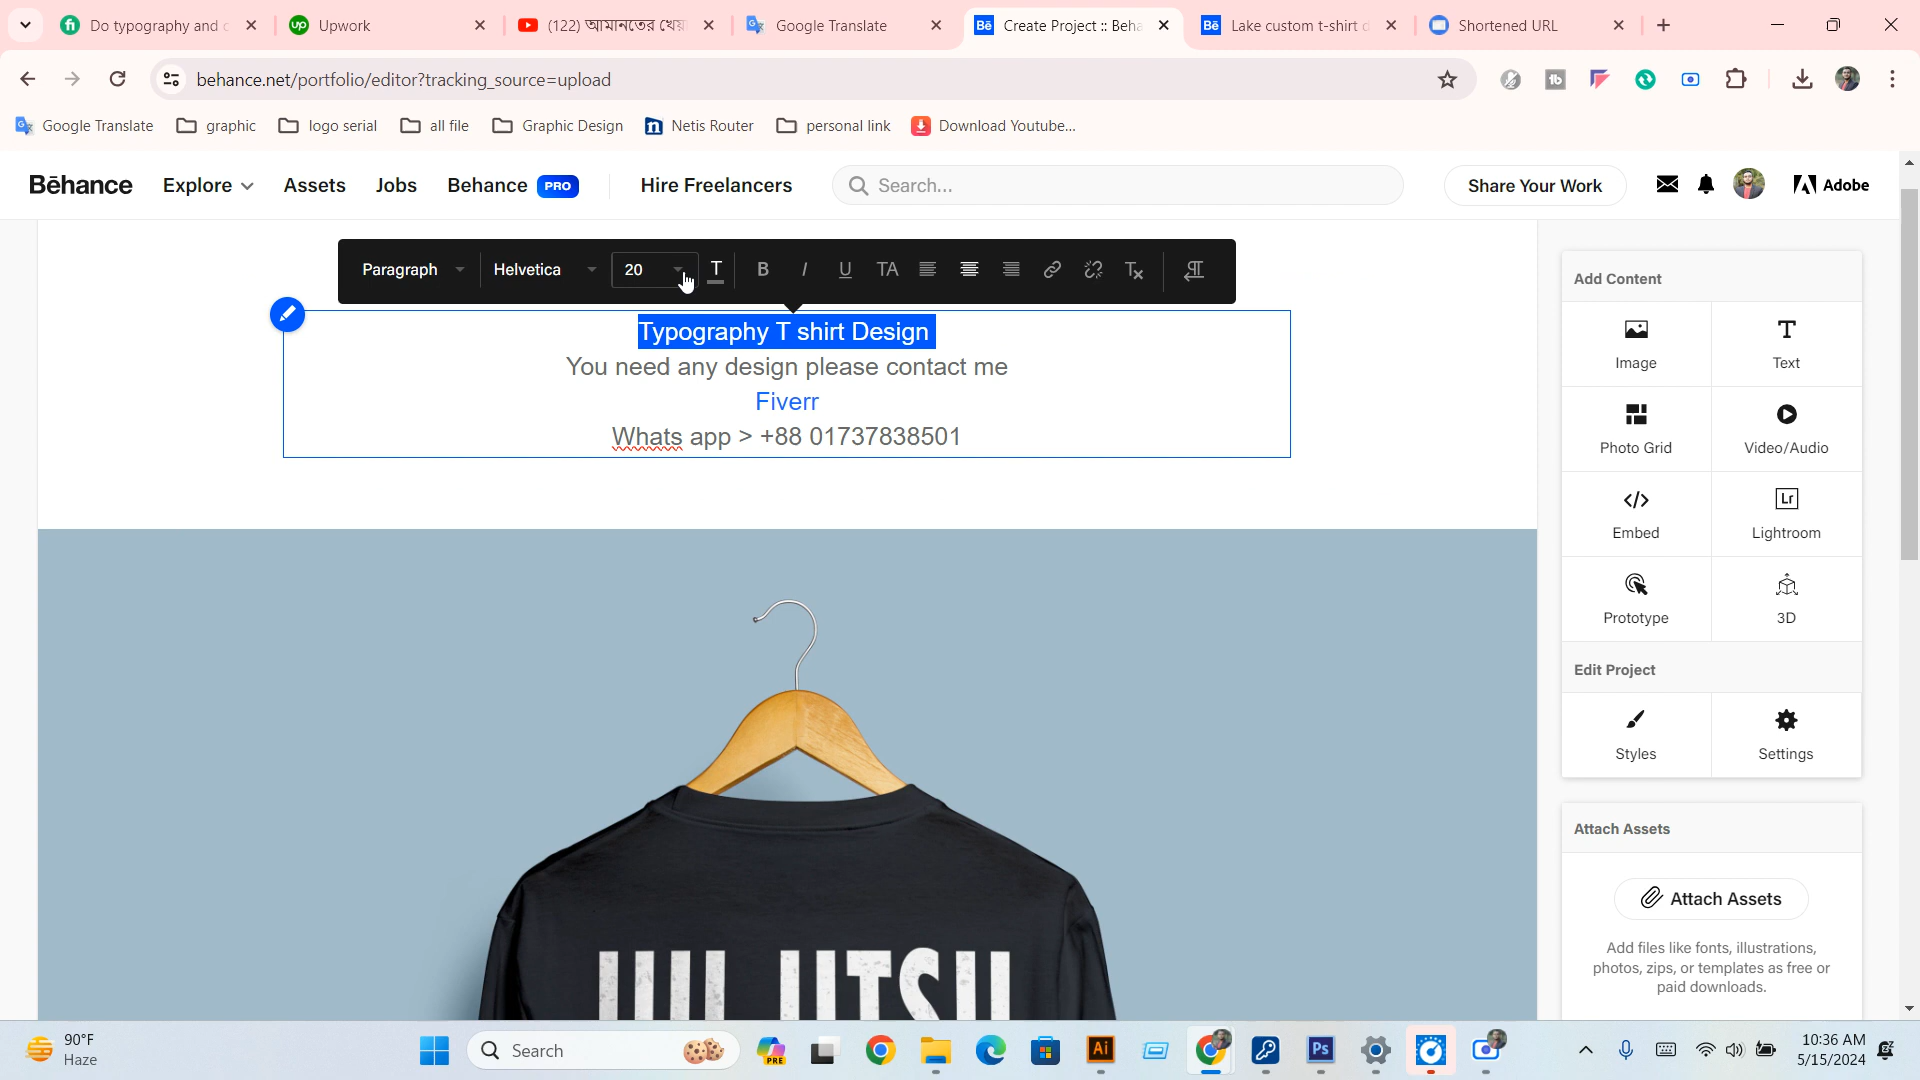 Do typography and
Upwork
(122) আমানতের খেয়া
Google Translate
Create Project :: Beha
Lake custom t-shirt d
Shortened URL
behance.net/portfolio/editor?tracking_source=upload
Google Translate
graphic
logo serial
all file
Graphic Design
Netis Router
personal link
Download Youtube...
Bēhance
Explore
Assets
Jobs
Behance PRO
Hire Freelancers
Search...
Share Your Work
Adobe
Paragraph
Helvetica
20
Typography T shirt Design
You need any design please contact me
Fiverr
Whats app > +88 01737838501
Add Content
Image
Text
Photo Grid
Video/Audio
Embed
Lightroom
Prototype
3D
Edit Project
Styles
Settings
Attach Assets
Attach Assets
Add files like fonts, illustrations,
photos, zips, or templates as free or
paid downloads.
90°F
Haze
Search
10:36 AM
5/15/2024